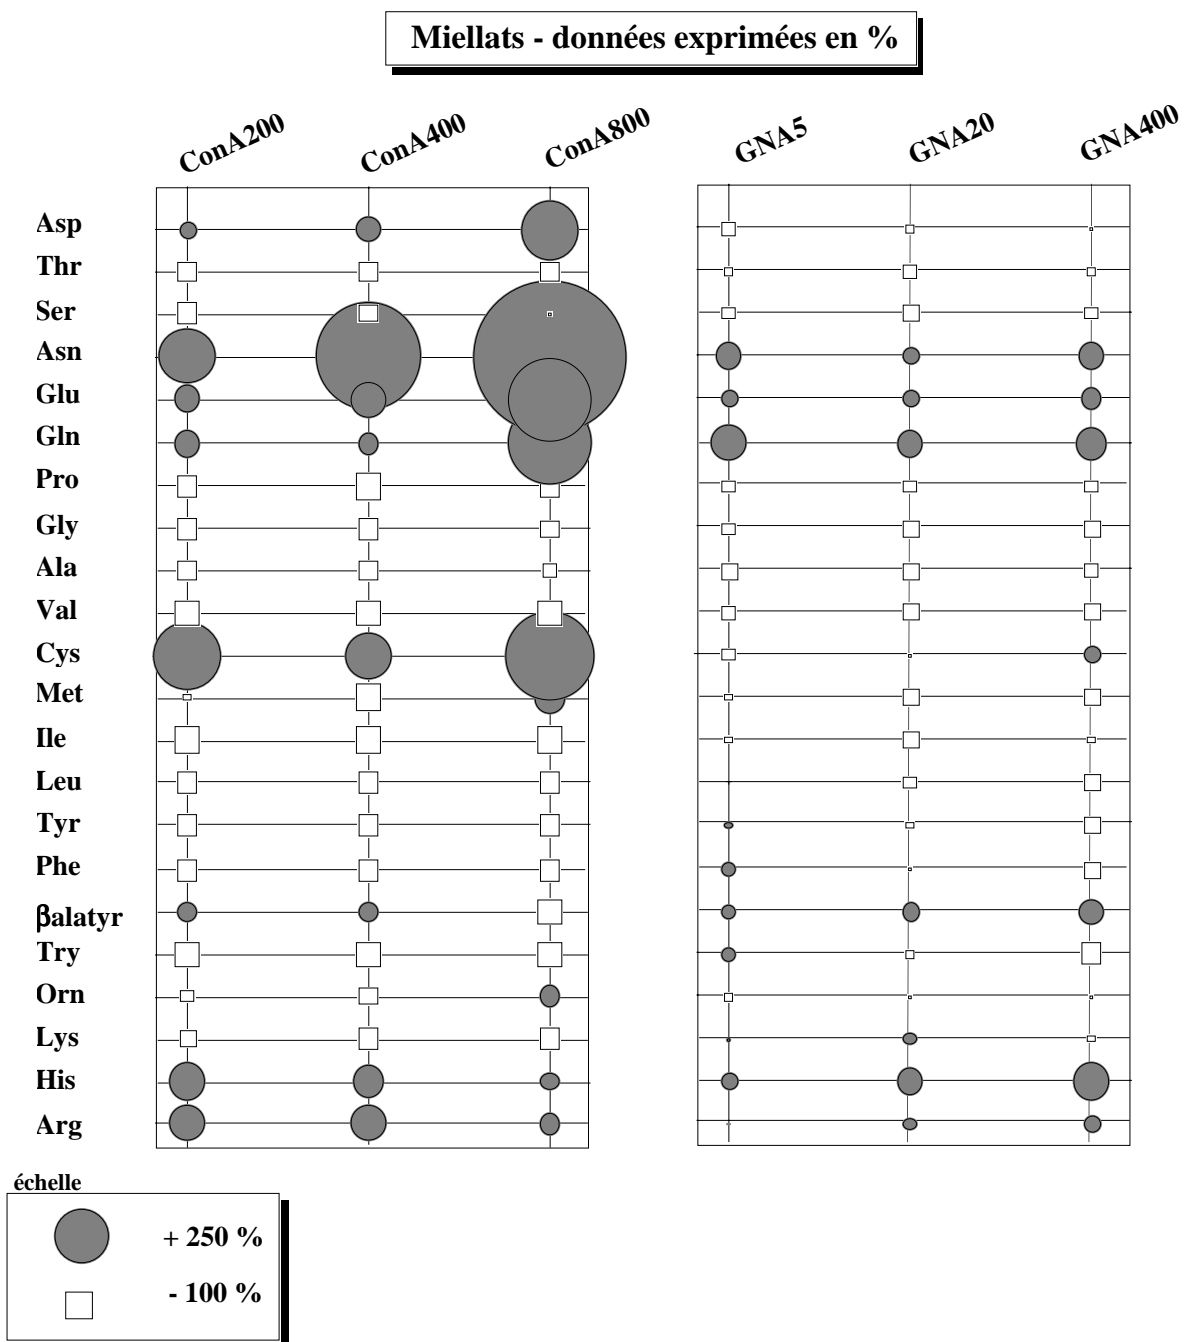 Miellats - données exprimées en %
ConA200 ConA400 ConA800 GNA5 GNA20 GNA400
Asp
Thr
Ser
Asn
Glu
Gln
Pro
Gly
Ala
Val
Cys
Met
Ile
Leu
Tyr
Phe
βalatyr
Try
Orn
Lys
His
Arg
échelle
+ 250 %
- 100 %